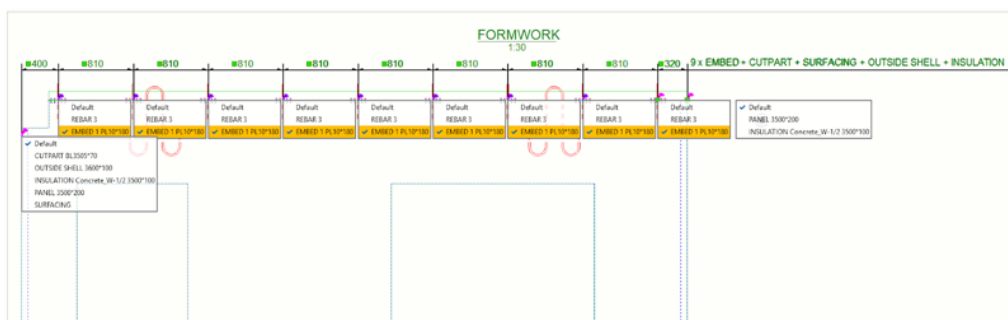 FORMWORK
1:30
400 810 810 810 810 810 810 810 810 320 9 x EMBED + CUTPART + SURFACING + OUTSIDE SHELL + INSULATION
Default Default Default Default Default Default Default Default Default Default
REBAR 3 REBAR 3 REBAR 3 REBAR 3 REBAR 3 REBAR 3 REBAR 3 REBAR 3 REBAR 3 PANEL 3500*200
EMBED 1 PL10*180 EMBED 1 PL10*180 EMBED 1 PL10*180 EMBED 1 PL10*180 EMBED 1 PL10*180 EMBED 1 PL10*180 EMBED 1 PL10*180 EMBED 1 PL10*180 EMBED 1 PL10*180 INSULATION Concrete_W-1/2 3500*100
Default
CUTPART BL3505*70
OUTSIDE SHELL 3600*100
INSULATION Concrete_W-1/2 3500*100
PANEL 3500*200
SURFACING